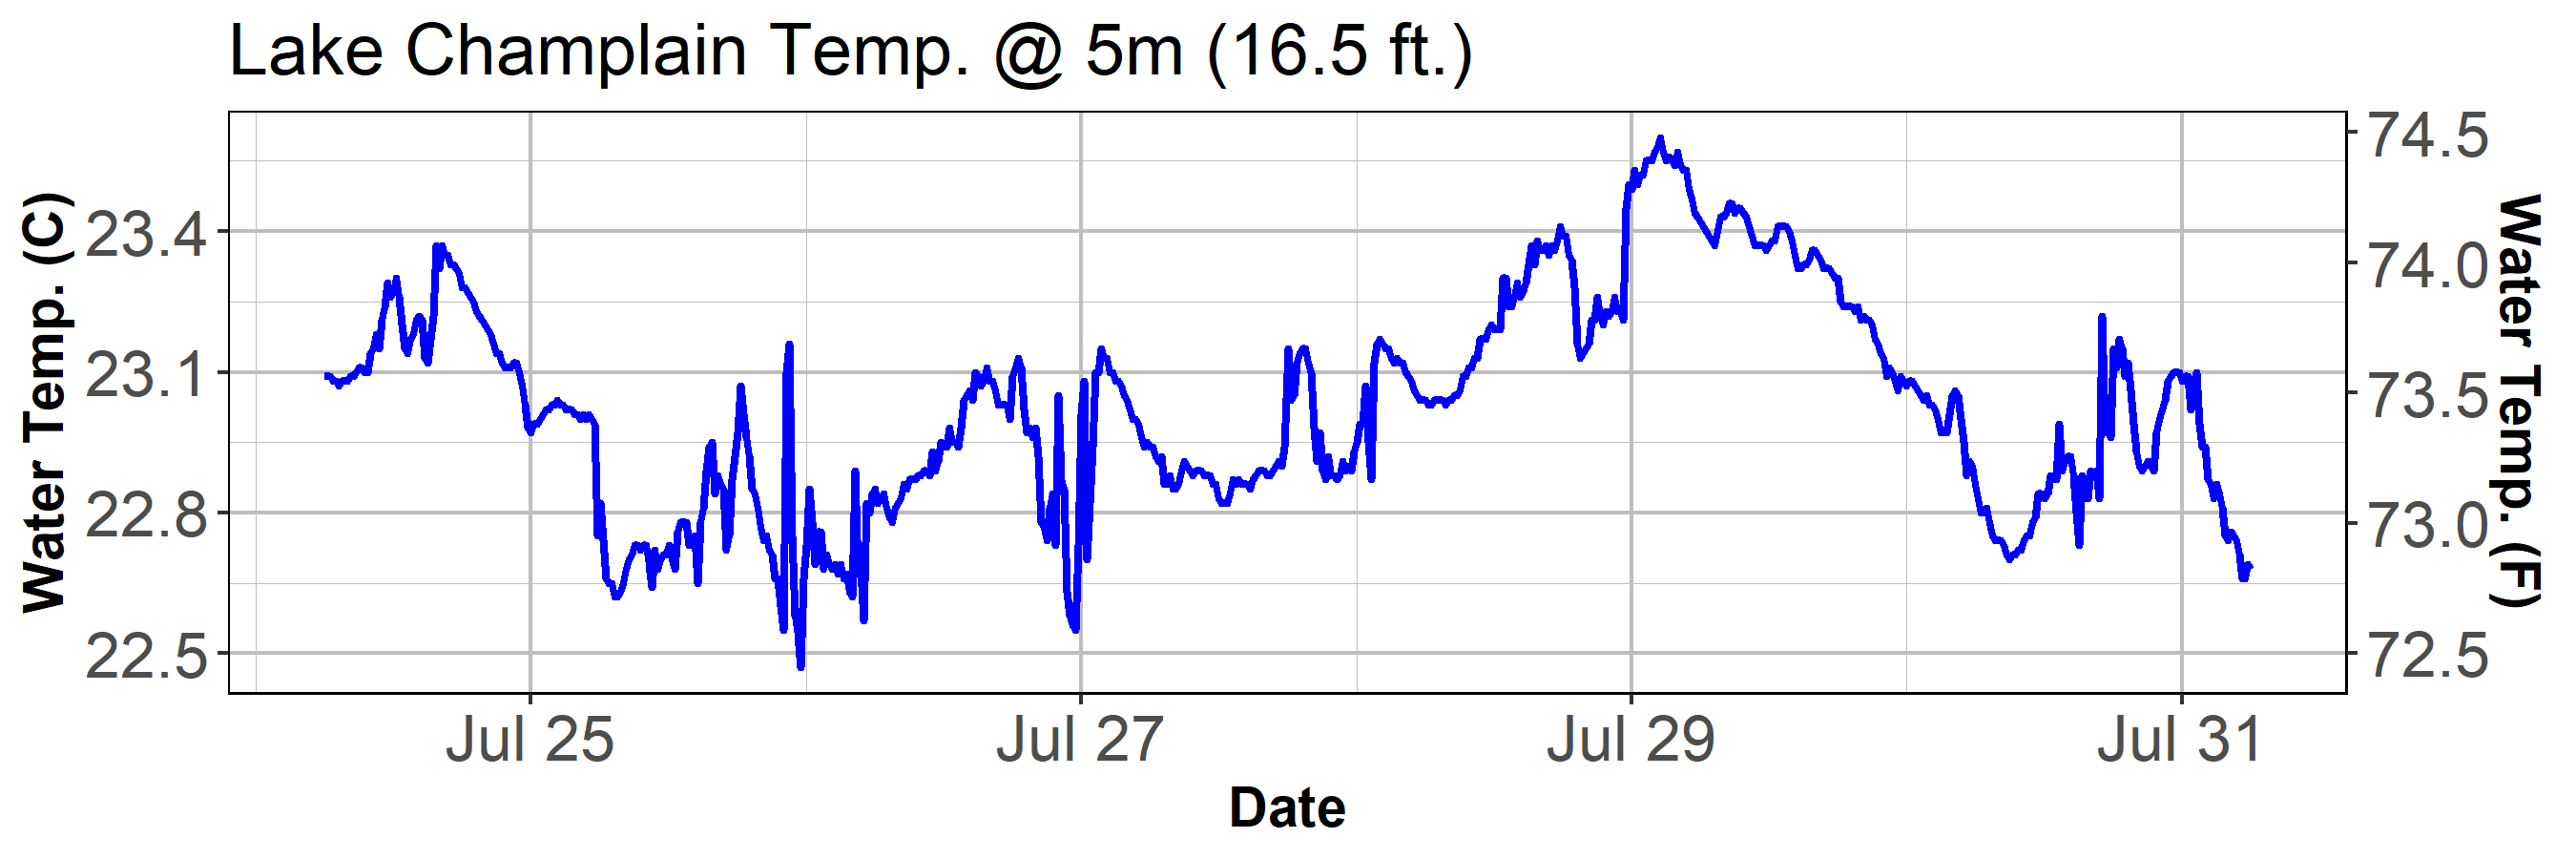 Lake Champlain Temp. @ 5m (16.5 ft.)
Water Temp. (C)
23.4
23.1
22.8
22.5
74.5
74.0
73.5
73.0
72.5
Water Temp. (F)
Jul 25
Jul 27
Jul 29
Jul 31
Date